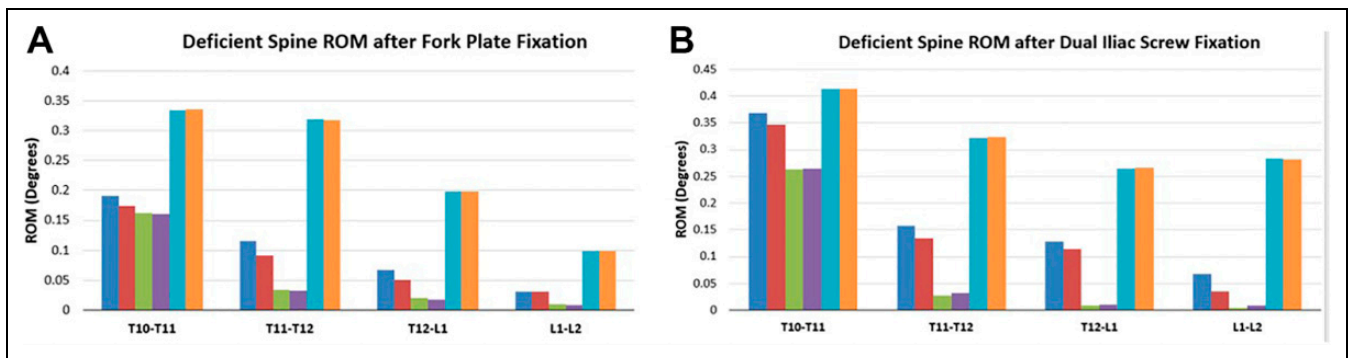 A
Deficient Spine ROM after Fork Plate Fixation
0.4
0.35
0.3
0.25
0.2
0.15
0.1
0.05
0
ROM (Degrees)
T10-T11 T11-T12 T12-L1 L1-L2
B
Deficient Spine ROM after Dual Iliac Screw Fixation
0.45
0.4
0.35
0.3
0.25
0.2
0.15
0.1
0.05
0
ROM (Degrees)
T10-T11 T11-T12 T12-L1 L1-L2